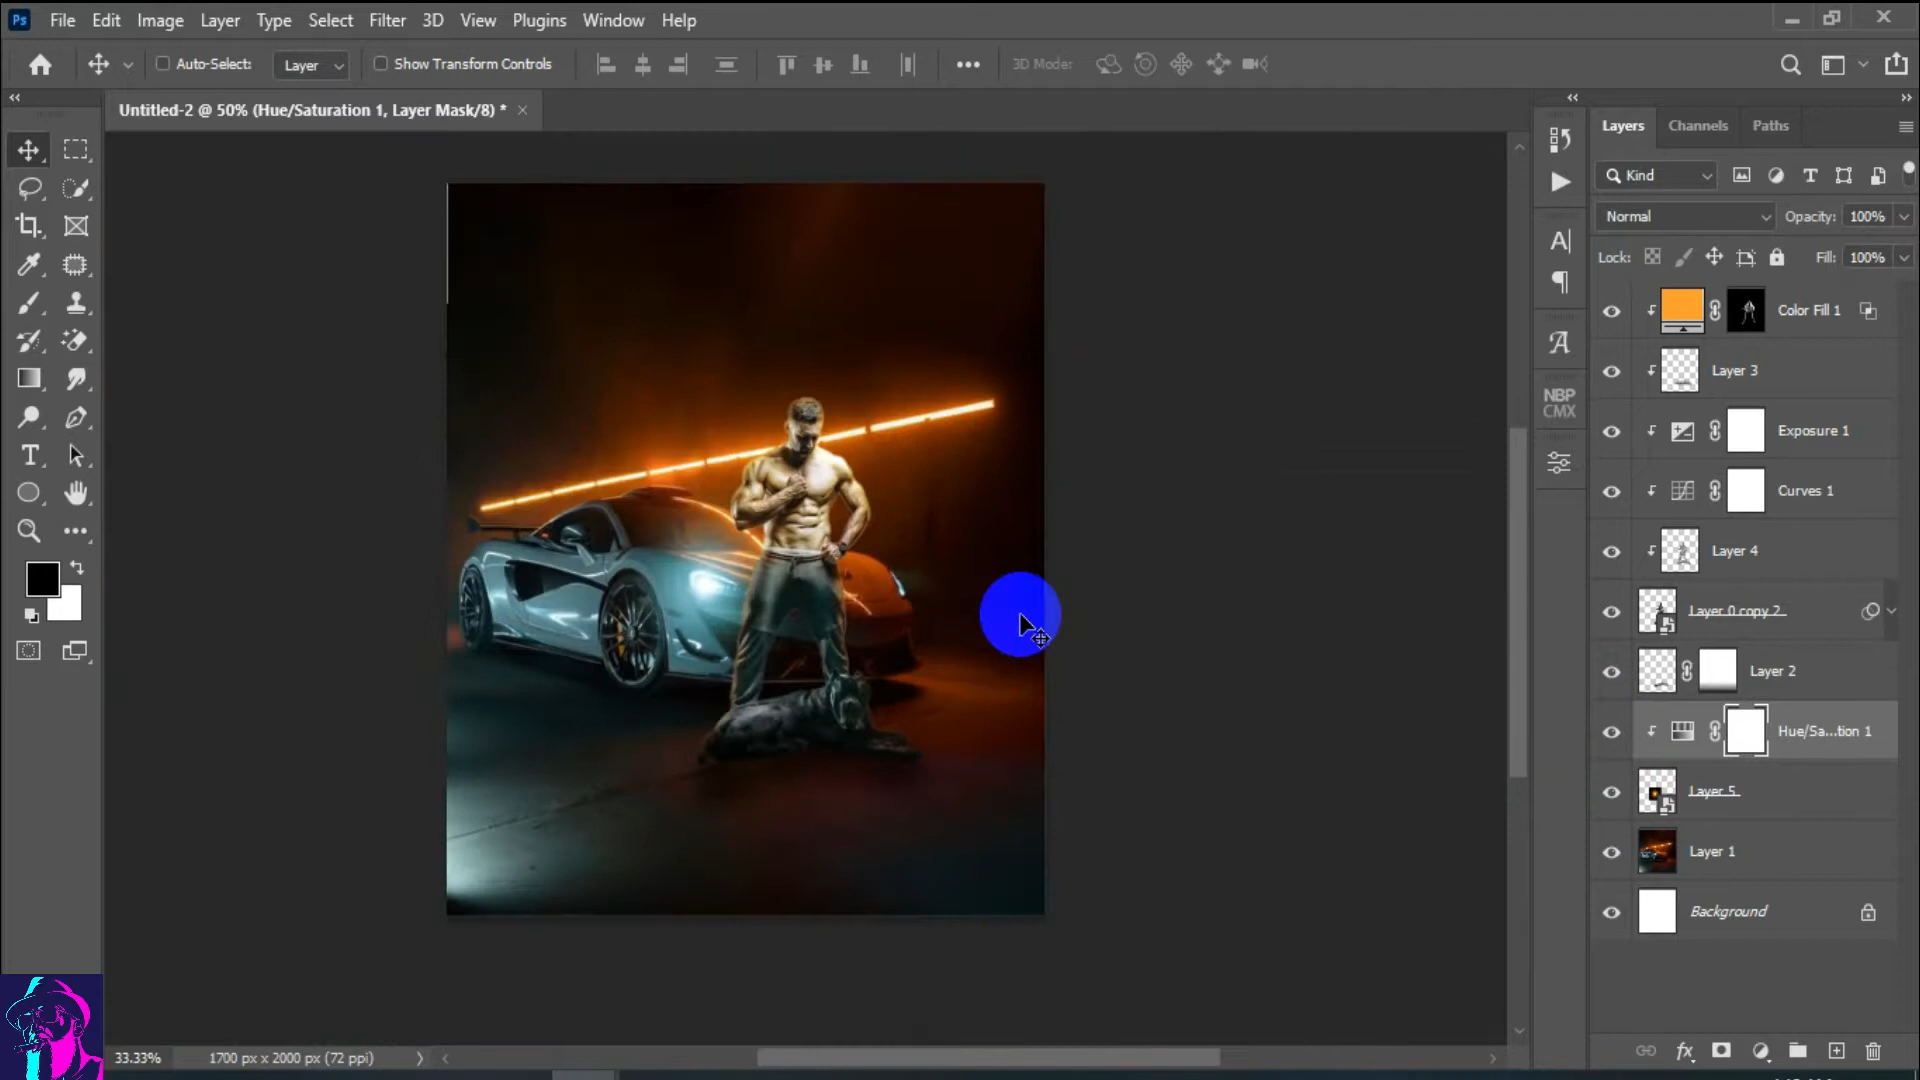 Ps File Edit Image Layer Type Select Filter 3D View Plugins Window Help
Auto-Select: Layer Show Transform Controls 3D Mode:
Untitled-2 @ 50% (Hue/Saturation 1, Layer Mask/8) *
Layers Channels Paths
Kind
Normal Opacity: 100%
Lock: Fill: 100%
Color Fill 1
Layer 3
NBP
CMX
Exposure 1
Curves 1
Layer 4
Layer 0 copy 2
Layer 2
Hue/Sa...tion 1
Layer 5
Layer 1
Background
33.33% 1700 px x 2000 px (72 ppi)
fx